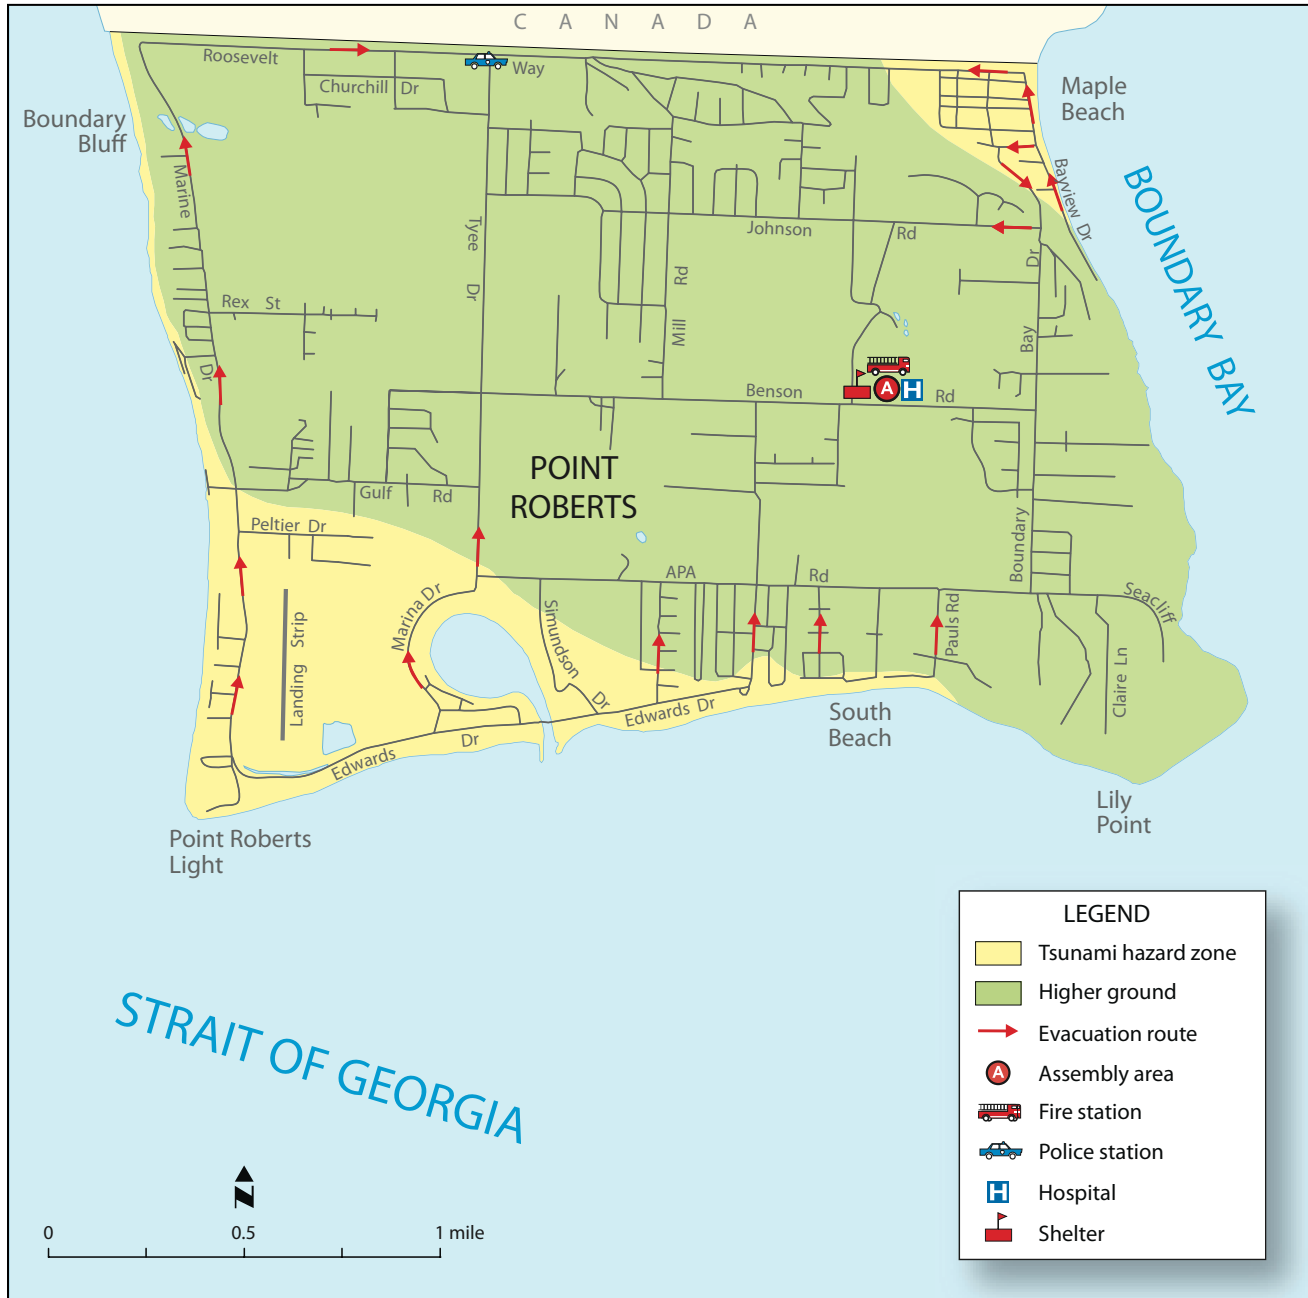 C A N A D A
Roosevelt
Way
Churchill Dr
Maple
Beach
Boundary
Bluff
Marine
Bayview Dr
BOUNDARY BAY
Tyee
Dr
Johnson
Rd
Dr
Rd
Rex St
Mill
Bay
Dr
A
H
Benson
Rd
POINT
ROBERTS
Gulf
Rd
Peltier Dr
Boundary
APA
Rd
Seacliff
Marina Dr
Simundson
Dr
Pauls Rd
Landing Strip
Claire Ln
Edwards Dr
South
Beach
Edwards
Dr
Lily
Point
Point Roberts
Light
STRAIT OF GEORGIA
N
0
0.5
1 mile
LEGEND
Tsunami hazard zone
Higher ground
Evacuation route
A
Assembly area
Fire station
Police station
H
Hospital
Shelter